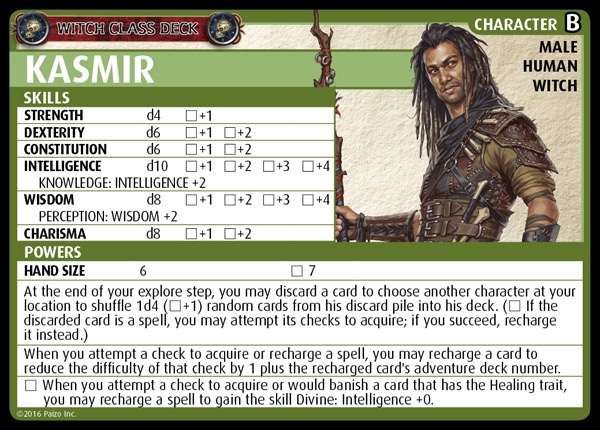 WITCH CLASS DECK
CHARACTER B
KASMIR
MALE
HUMAN
WITCH
SKILLS
STRENGTH d4 ☐+1
DEXTERITY d6 ☐+1 ☐+2
CONSTITUTION d6 ☐+1 ☐+2
INTELLIGENCE d10 ☐+1 ☐+2 ☐+3 ☐+4
KNOWLEDGE: INTELLIGENCE +2
WISDOM d8 ☐+1 ☐+2 ☐+3 ☐+4
PERCEPTION: WISDOM +2
CHARISMA d8 ☐+1 ☐+2
POWERS
HAND SIZE 6 ☐ 7
At the end of your explore step, you may discard a card to choose another character at your
location to shuffle 1d4 (☐+1) random cards from his discard pile into his deck. (☐ If the
discarded card is a spell, you may attempt its checks to acquire; if you succeed, recharge
it instead.)
When you attempt a check to acquire or recharge a spell, you may recharge a card to
reduce the difficulty of that check by 1 plus the recharged card's adventure deck number.
☐ When you attempt a check to acquire or would banish a card that has the Healing trait,
you may recharge a spell to gain the skill Divine: Intelligence +0.
©2016 Paizo Inc.